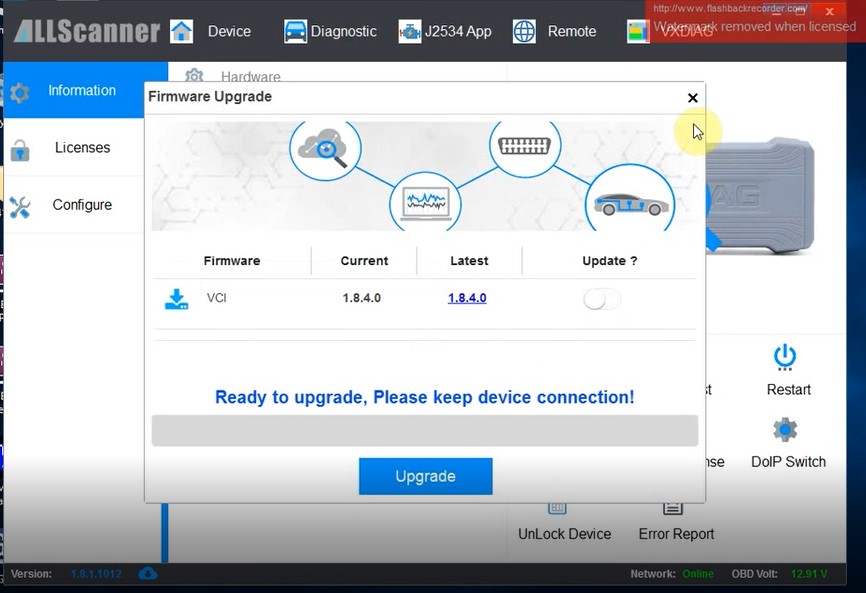 ALLScanner
Device
Diagnostic
J2534 App
Remote
VXDIAG
http://www.flashbackrecorder.com/
Watermark removed when licensed
Information
Licenses
Configure
Hardware
Firmware Upgrade
Firmware Current Latest Update ?
VCI 1.8.4.0 1.8.4.0
Ready to upgrade, Please keep device connection!
Upgrade
AG
st
Restart
nse
DoIP Switch
UnLock Device
Error Report
Version: 1.8.1.1012
Network: Online OBD Volt: 12.91 V